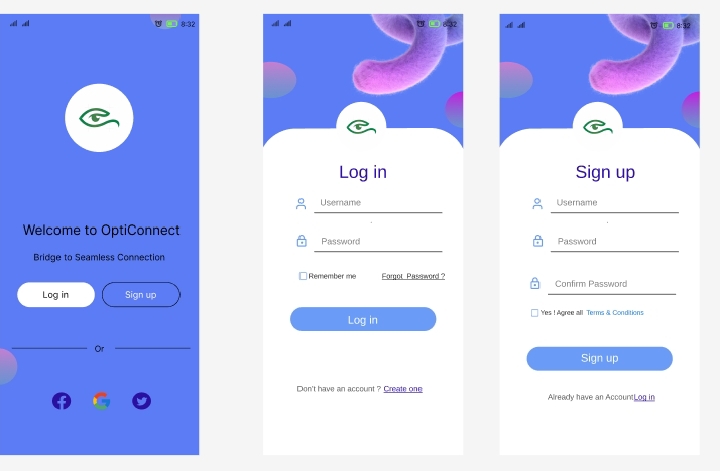 8:32
Welcome to OptiConnect
Bridge to Seamless Connection
Log in
Sign up
Or
8:32
Log in
Username
Password
Remember me
Forgot Password ?
Log in
Don't have an account ? Create one
8:32
Sign up
Username
Password
Confirm Password
Yes ! Agree all Terms & Conditions
Sign up
Already have an AccountLog in